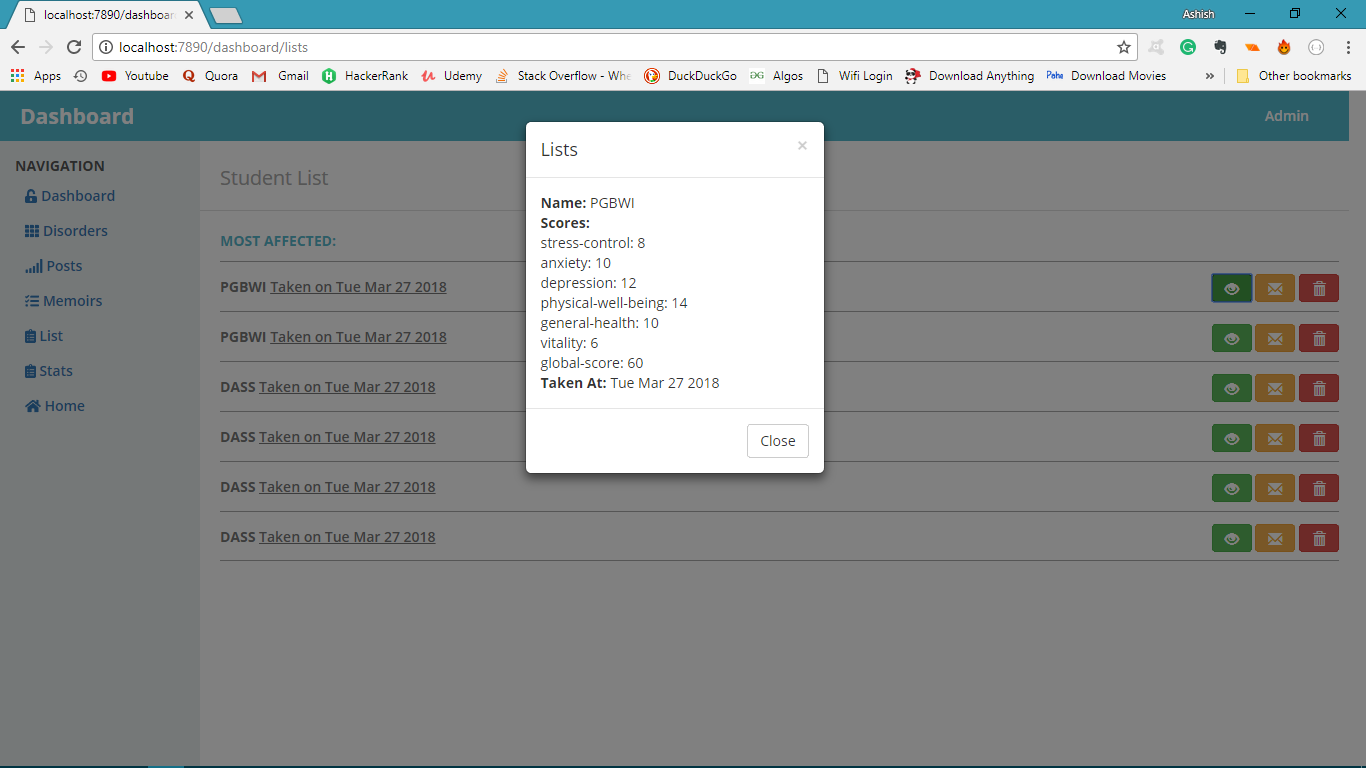 localhost:7890/dashboar
Ashish
localhost:7890/dashboard/lists
Apps Youtube Quora Gmail HackerRank Udemy Stack Overflow - Whe DuckDuckGo Algos Wifi Login Download Anything Download Movies » Other bookmarks
Dashboard
Admin
NAVIGATION
Dashboard
Disorders
Posts
Memoirs
List
Stats
Home
Student List
MOST AFFECTED:
PGBWI Taken on Tue Mar 27 2018
PGBWI Taken on Tue Mar 27 2018
DASS Taken on Tue Mar 27 2018
DASS Taken on Tue Mar 27 2018
DASS Taken on Tue Mar 27 2018
DASS Taken on Tue Mar 27 2018
Lists ×
Name: PGBWI
Scores:
stress-control: 8
anxiety: 10
depression: 12
physical-well-being: 14
general-health: 10
vitality: 6
global-score: 60
Taken At: Tue Mar 27 2018
Close